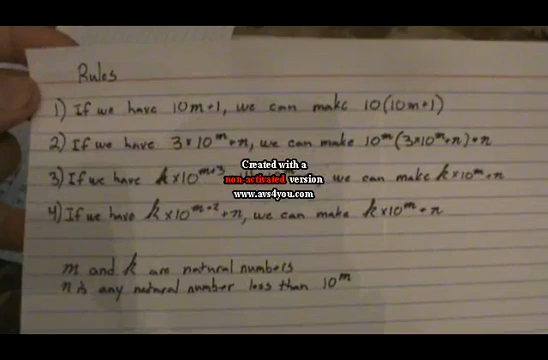 Rules
1) If we have 10m+1, we can make 10(10m+1)
2) If we have 3×10^m+n, we can make 10^m(3×10^m+n)+n
Created with a
3) If we have k×10^m+3 we can make k×10^m+n
non-activated version
www.avs4you.com
4) If we have k×10^m+2+n, we can make k×10^m+n
m and k are natural numbers
n is any natural number less than 10^m